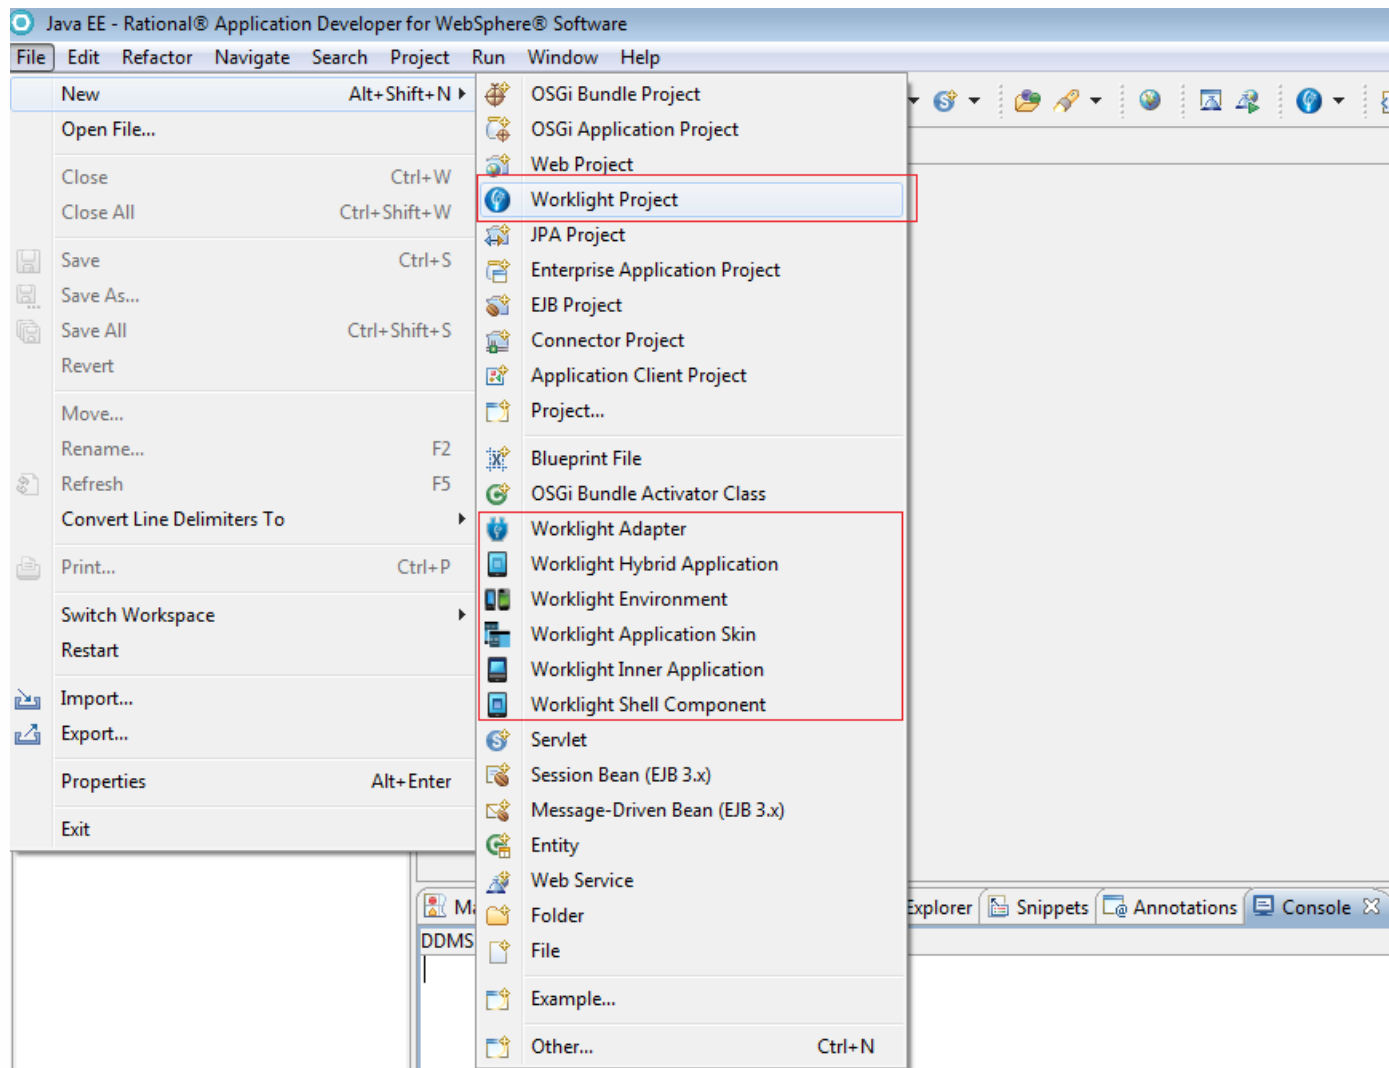 Java EE - Rational® Application Developer for WebSphere® Software
File Edit Refactor Navigate Search Project Run Window Help
New Alt+Shift+N
Open File...
Close Ctrl+W
Close All Ctrl+Shift+W
Save Ctrl+S
Save As...
Save All Ctrl+Shift+S
Revert
Move...
Rename... F2
Refresh F5
Convert Line Delimiters To
Print... Ctrl+P
Switch Workspace
Restart
Import...
Export...
Properties Alt+Enter
Exit
OSGi Bundle Project
OSGi Application Project
Web Project
Worklight Project
JPA Project
Enterprise Application Project
EJB Project
Connector Project
Application Client Project
Project...
Blueprint File
OSGi Bundle Activator Class
Worklight Adapter
Worklight Hybrid Application
Worklight Environment
Worklight Application Skin
Worklight Inner Application
Worklight Shell Component
Servlet
Session Bean (EJB 3.x)
Message-Driven Bean (EJB 3.x)
Entity
Web Service
Folder
File
Example...
Other... Ctrl+N
Explorer Snippets Annotations Console
DDMS